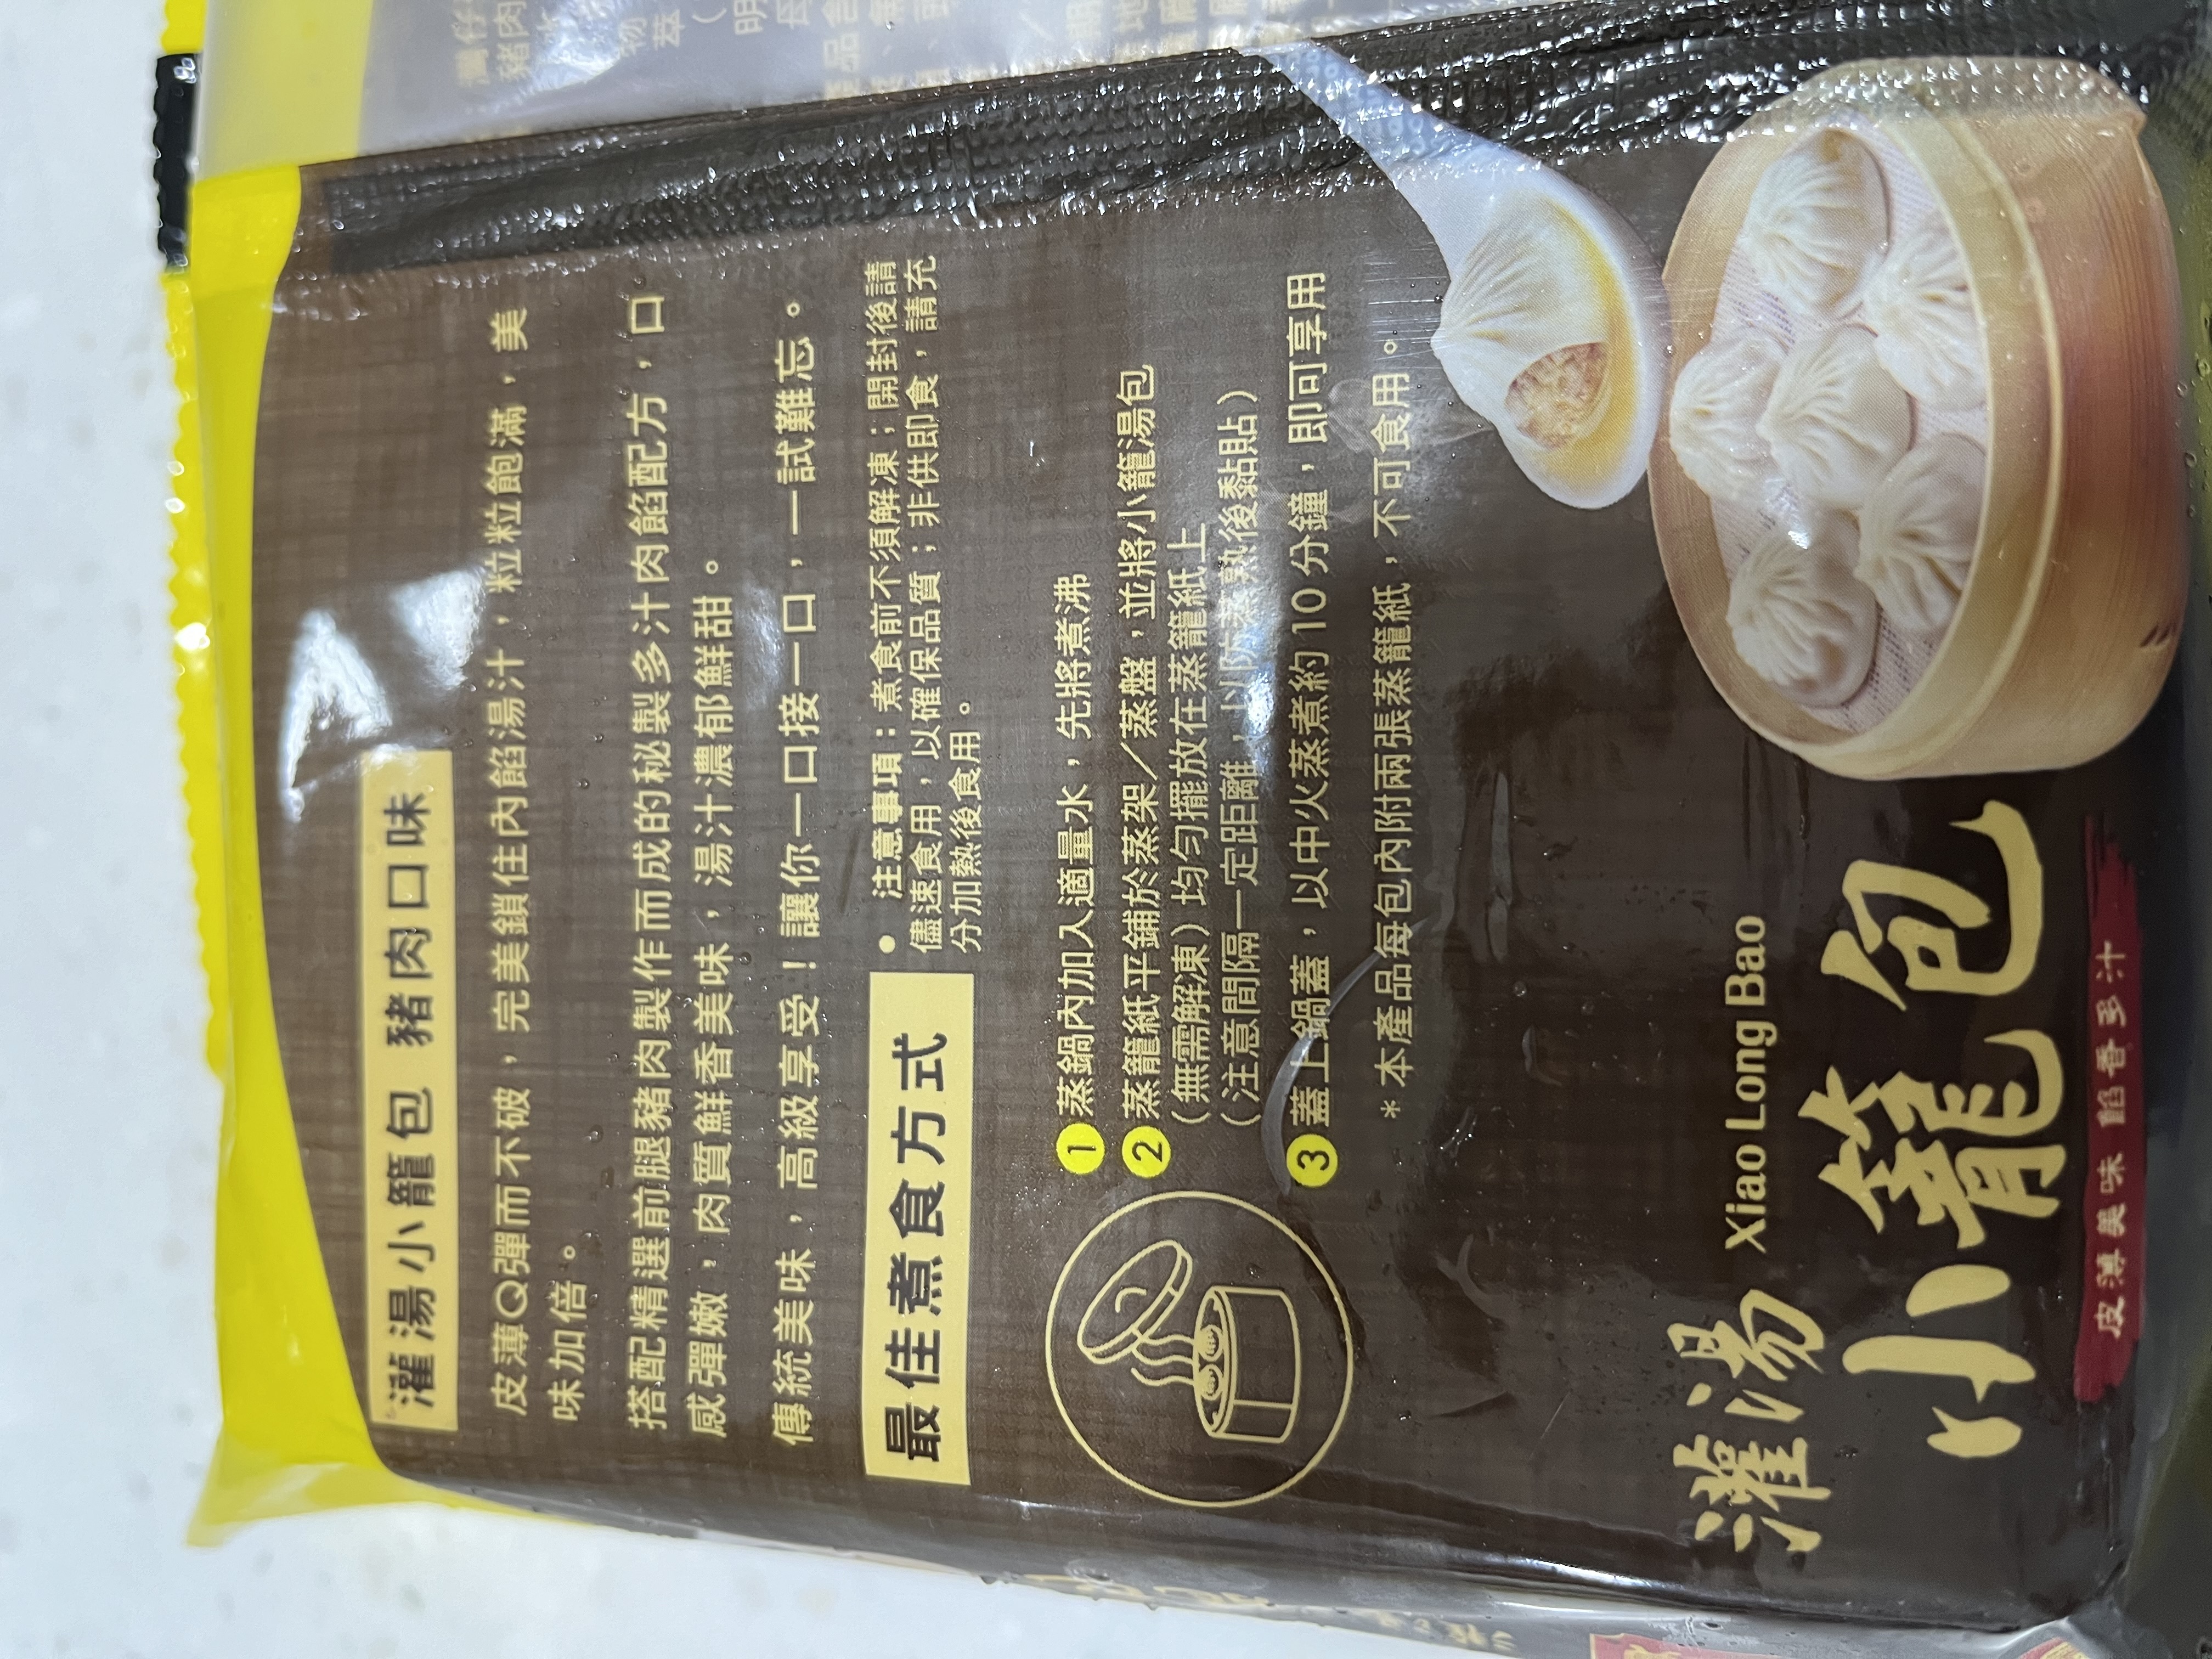 灌湯小籠包 豬肉口味
皮薄Q彈而不破，完美鎖住內餡湯汁，粒粒飽滿，美
味加倍。
搭配精選前腿豬肉製作而成的秘製多汁肉餡配方，口
感彈嫩，肉質鮮香美味，湯汁濃郁鮮甜。
傳統美味，高級享受！讓你一口接一口，一試難忘。
最佳煮食方式
● 注意事項：煮食前不須解凍；開封後請
儘速食用，以確保品質；非供即食，請充
分加熱後食用。
1 蒸鍋內加入適量水，先將煮沸
2 蒸籠紙平鋪於蒸架／蒸盤，並將小籠湯包
（無需解凍）均勻擺放在蒸籠紙上
（注意間隔一定距離，以防蒸熟後黏貼）
3 蓋上鍋蓋，以中火蒸煮約10分鐘，即可享用
*本產品每包內附兩張蒸籠紙，不可食用。
灌湯 Xiao Long Bao
小籠包
皮薄美味 餡香多汁